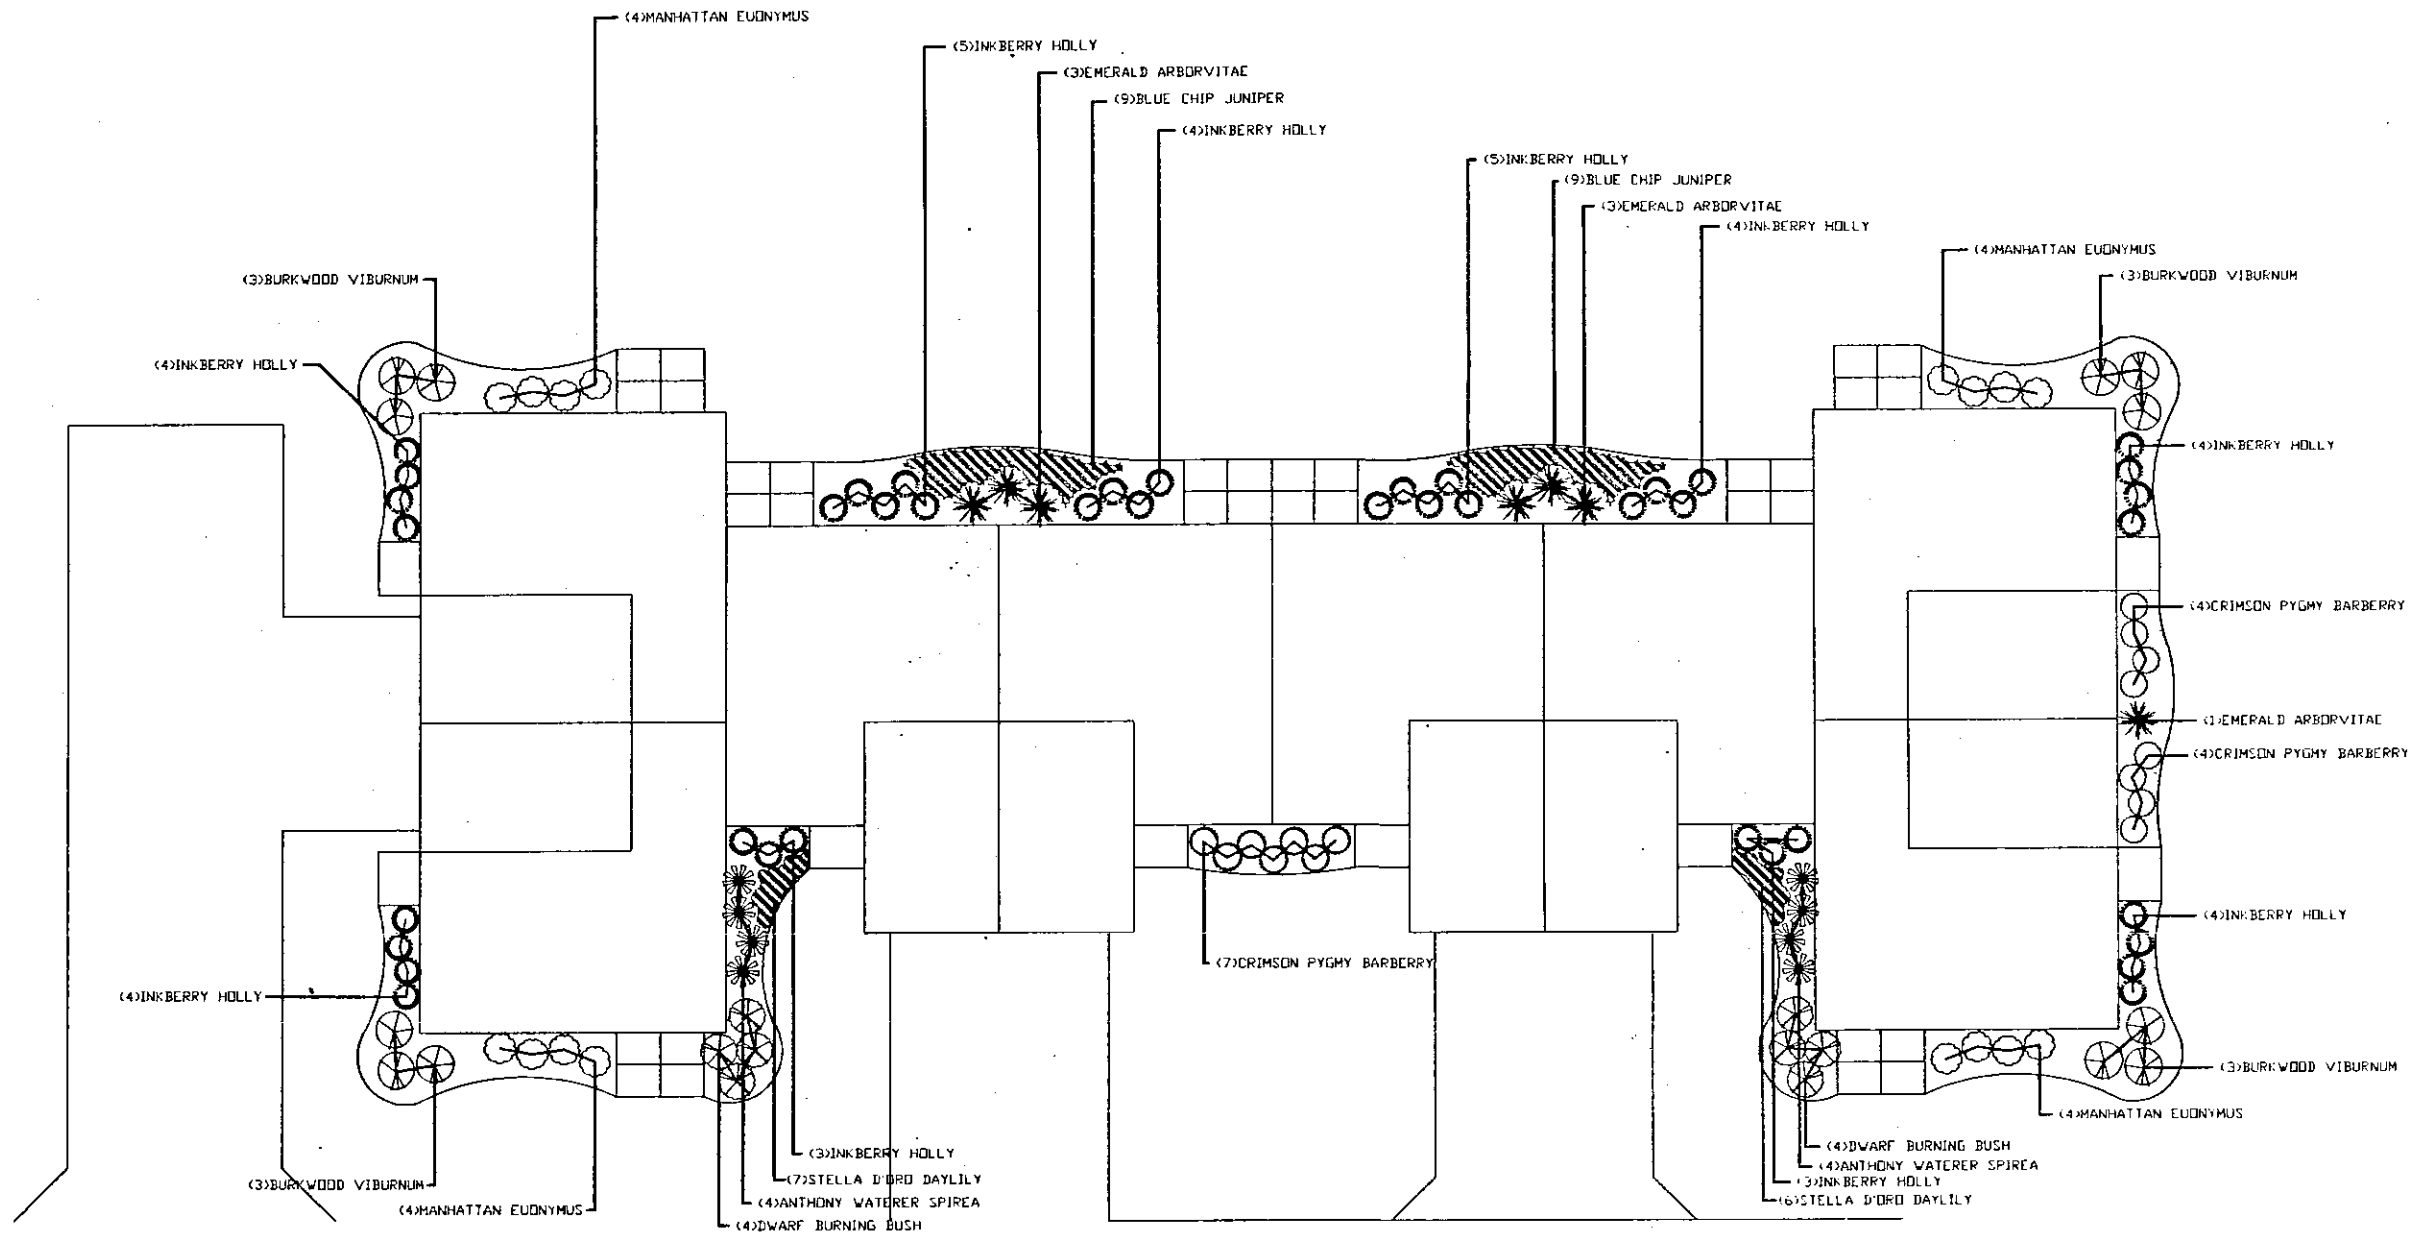 (4)MANHATTAN EUONYMUS
(5)INKBERRY HOLLY
(3)EMERALD ARBORVITAE
(9)BLUE CHIP JUNIPER
(4)INKBERRY HOLLY
(5)INKBERRY HOLLY
(9)BLUE CHIP JUNIPER
(3)EMERALD ARBORVITAE
(4)INKBERRY HOLLY
(4)MANHATTAN EUONYMUS
(3)BURKWOOD VIBURNUM
(3)BURKWOOD VIBURNUM
(4)INKBERRY HOLLY
(4)INKBERRY HOLLY
(4)CRIMSON PYGMY BARBERRY
(1)EMERALD ARBORVITAE
(4)CRIMSON PYGMY BARBERRY
(4)INKBERRY HOLLY
(7)CRIMSON PYGMY BARBERRY
(4)INKBERRY HOLLY
(3)BURKWOOD VIBURNUM
(4)MANHATTAN EUONYMUS
(3)INKBERRY HOLLY
(7)STELLA D'ORO DAYLILY
(4)ANTHONY WATERER SPIREA
(4)DWARF BURNING BUSH
(3)BURKWOOD VIBURNUM
(4)MANHATTAN EUONYMUS
(4)DWARF BURNING BUSH
(4)ANTHONY WATERER SPIREA
(3)INKBERRY HOLLY
(6)STELLA D'ORO DAYLILY